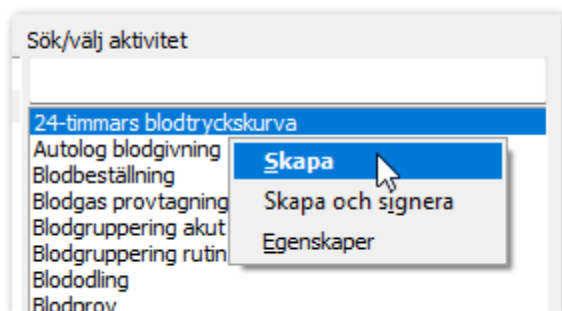 Sök/välj aktivitet
24-timmars blodtryckskurva
Autolog blodgivning
Skapa
Blodbeställning
Blodgas provtagning
Skapa och signera
Blodgruppering akut
Egenskaper
Blodgruppering rutin
Blododling
Blodprov